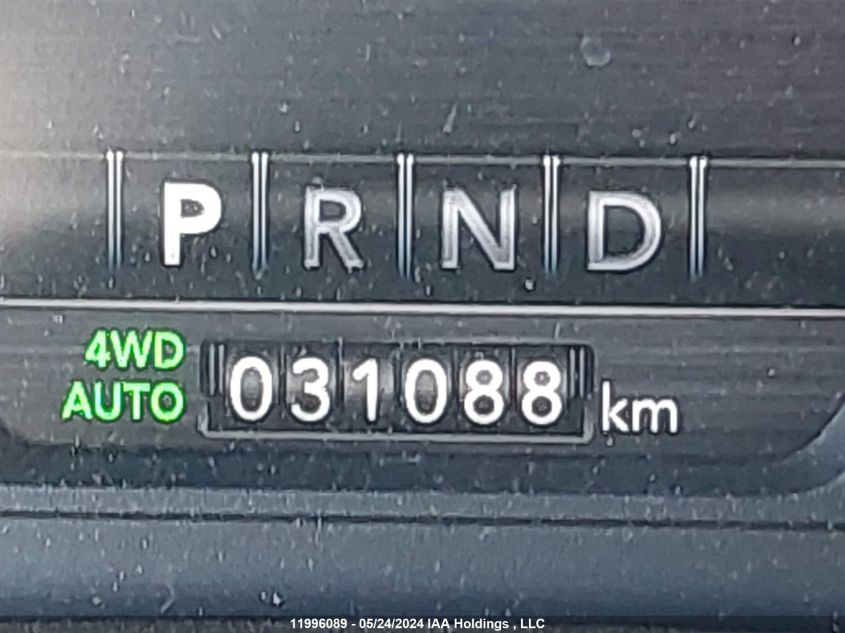 P R N D
4WD
AUTO
031088 km
11996089 - 05/24/2024 IAA Holdings , LLC